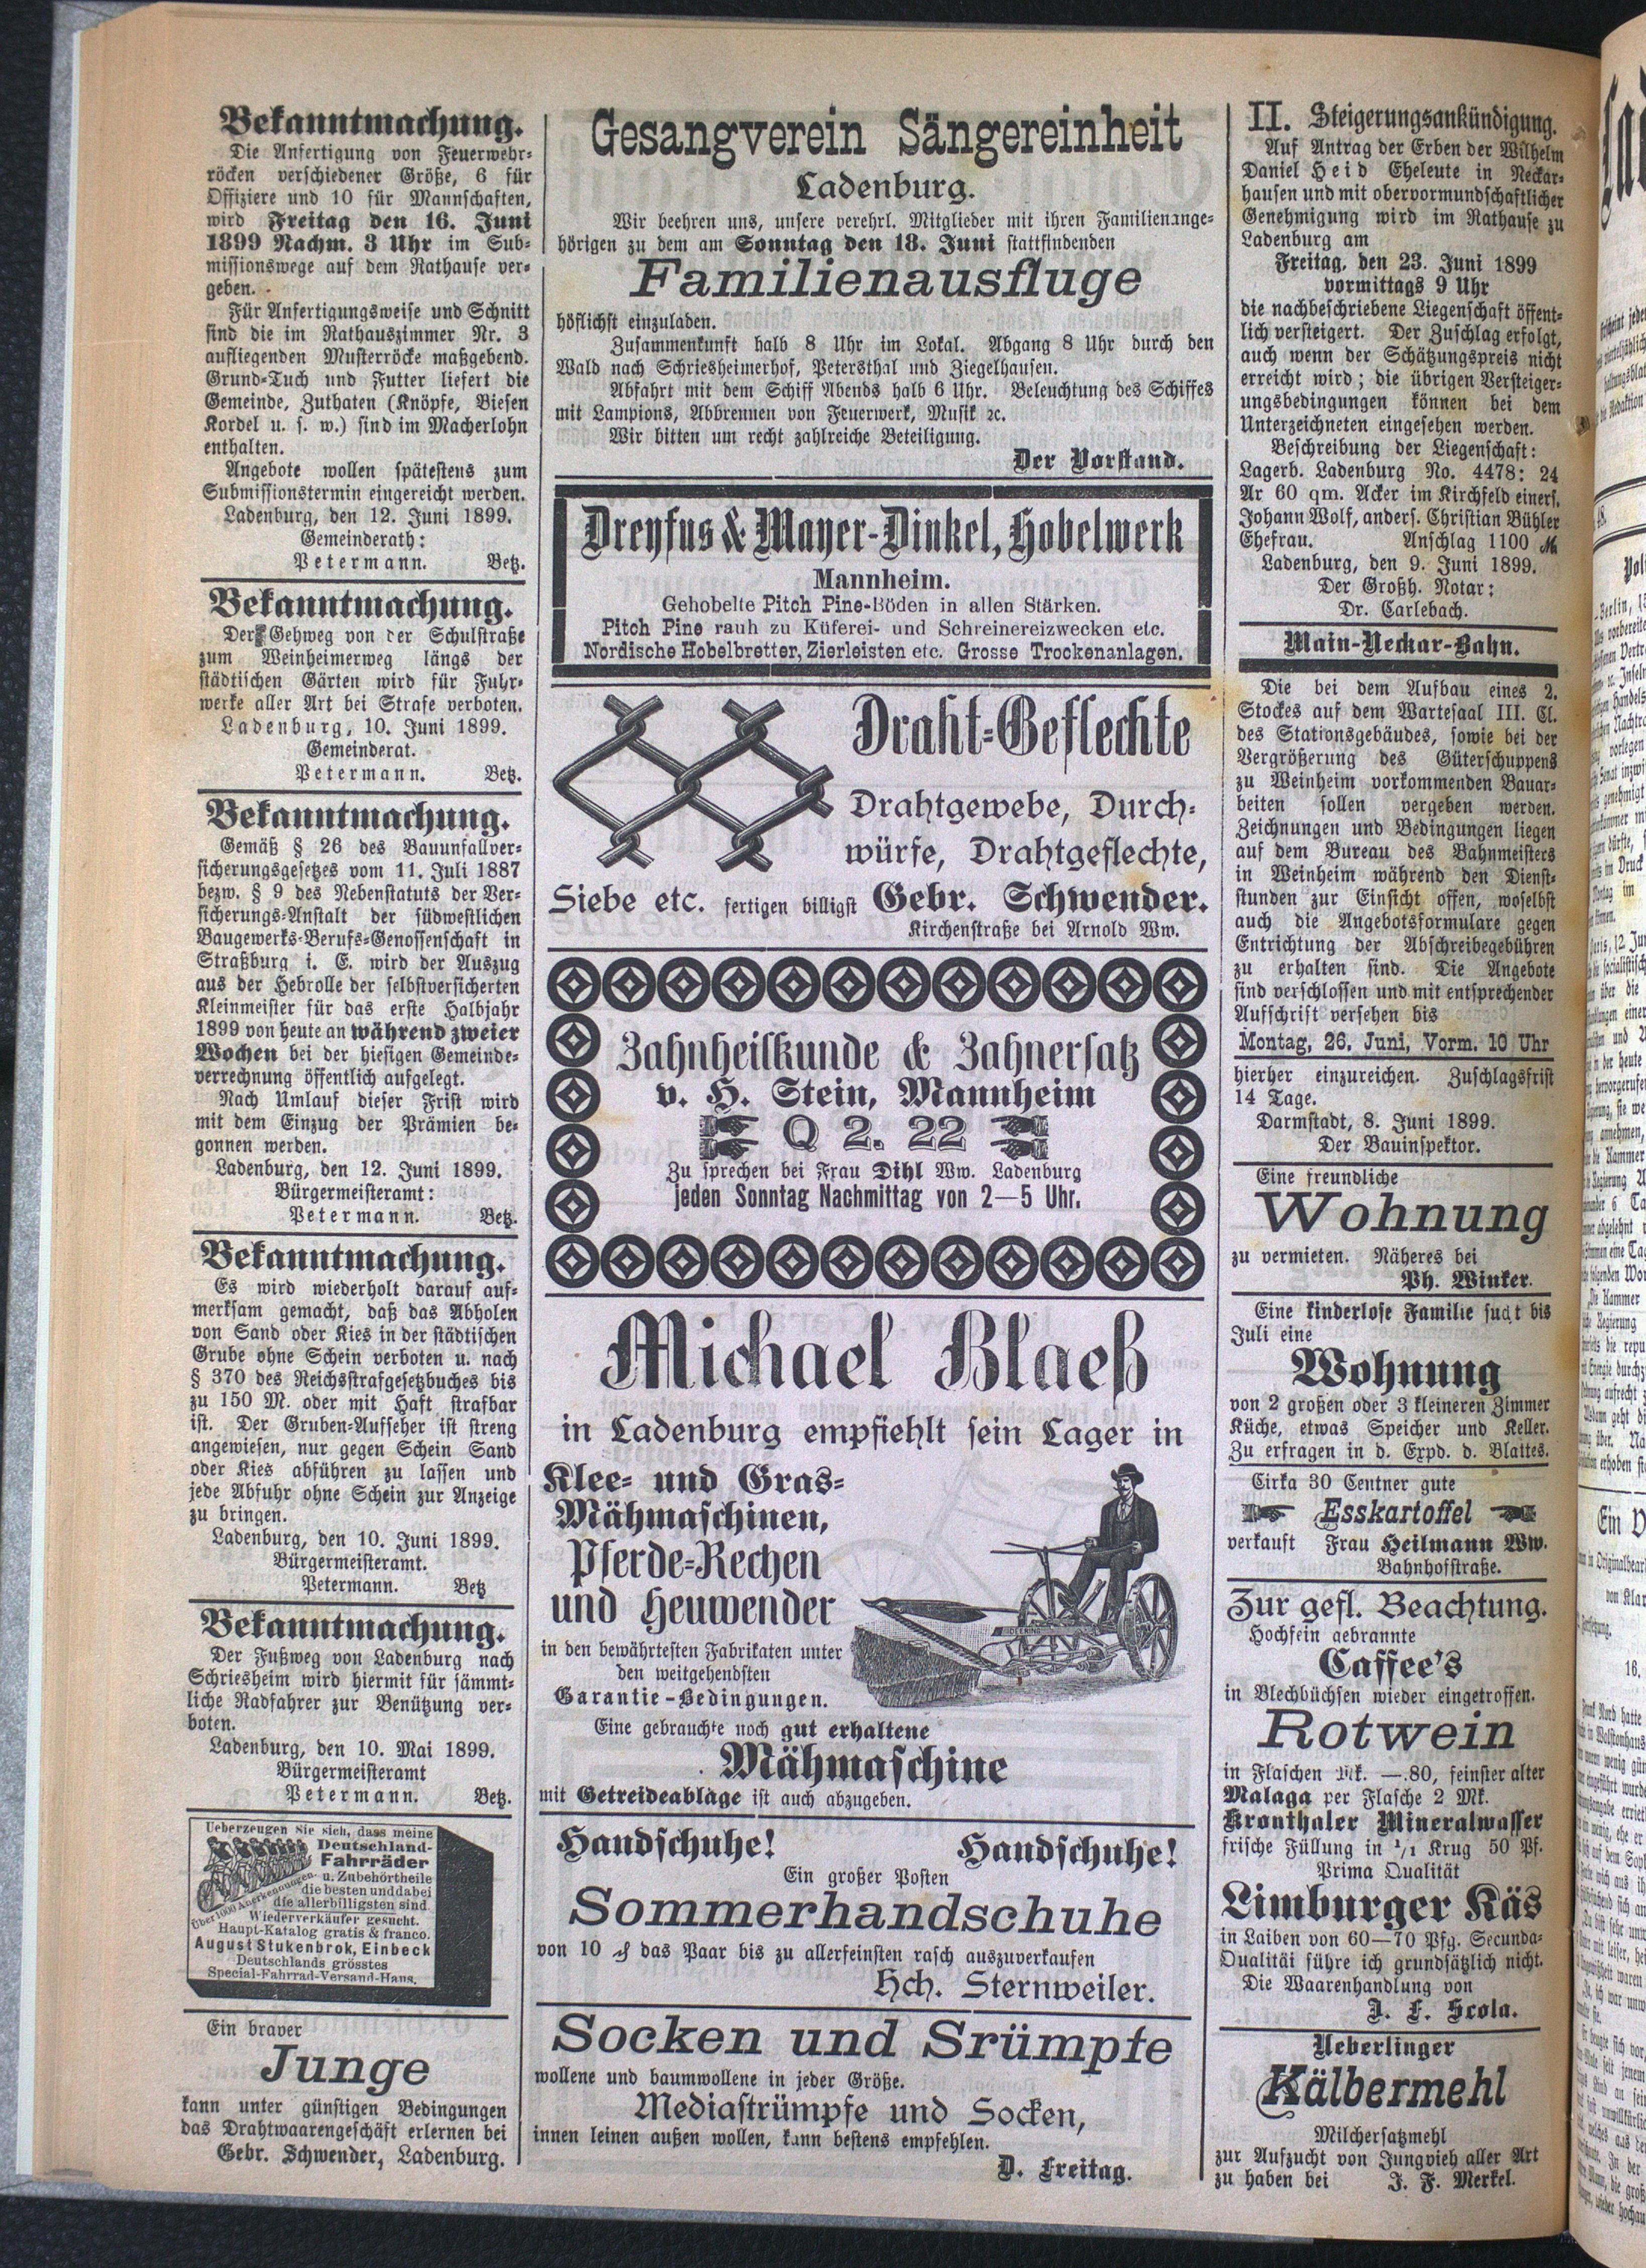 Bekanntmachung.
Die Anfertigung von Feuerwehr-
röcken verschiedener Größe, 6 für
Offiziere und 10 für Mannschaften,
wird Freitag den 16. Juni
1899 Nachm. 3 Uhr im Sub-
missionswege auf dem Rathause ver-
geben.
Für Anfertigungsweise und Schnitt
sind die im Rathauszimmer Nr. 3
aufliegenden Musterröcke maßgebend.
Grund-Tuch und Futter liefert die
Gemeinde, Zuthaten (Knöpfe, Biesen
Kordel u. s. w.) sind im Macherlohn
enthalten.
Angebote wollen spätestens zum
Submissionstermin eingereicht werden.
Ladenburg, den 12. Juni 1899.
Gemeinderath:
Petermann. Betz.
Bekanntmachung.
Der Gehweg von der Schulstraße
zum Weinheimerweg längs der
städtischen Gärten wird für Fuhr-
werke aller Art bei Strafe verboten.
Ladenburg, 10. Juni 1899.
Gemeinderat.
Petermann. Betz.
Bekanntmachung.
Gemäß § 26 des Bauunfallver-
sicherungsgesetzes vom 11. Juli 1887
bezw. § 9 des Nebenstatuts der Ver-
sicherungs-Anstalt der südwestlichen
Baugewerks-Berufs-Genossenschaft in
Straßburg i. E. wird der Auszug
aus der Hebrolle der selbstversicherten
Kleinmeister für das erste Halbjahr
1899 von heute an während zweier
Wochen bei der hiesigen Gemeinde-
verrechnung öffentlich aufgelegt.
Nach Umlauf dieser Frist wird
mit dem Einzug der Prämien be-
gonnen werden.
Ladenburg, den 12. Juni 1899.
Bürgermeisteramt:
Petermann. Betz.
Bekanntmachung.
Es wird wiederholt darauf auf-
merksam gemacht, daß das Abholen
von Sand oder Kies in der städtischen
Grube ohne Schein verboten u. nach
§ 370 des Reichsstrafgesetzbuches bis
zu 150 M. oder mit Haft strafbar
ist. Der Gruben-Aufseher ist streng
angewiesen, nur gegen Schein Sand
oder Kies abführen zu lassen und
jede Abfuhr ohne Schein zur Anzeige
zu bringen.
Ladenburg, den 10. Juni 1899.
Bürgermeisteramt.
Petermann. Betz
Bekanntmachung.
Der Fußweg von Ladenburg nach
Schriesheim wird hiermit für sämmt-
liche Radfahrer zur Benützung ver-
boten.
Ladenburg, den 10. Mai 1899.
Bürgermeisteramt
Petermann. Betz.
Ueberzeugen Sie sich, dass meine
Deutschland-
Fahrräder
u. Zubehörtheile
die besten und dabei
die allerbilligsten sind.
Über 1000 Anerkennungen.
Wiederverkäufer gesucht.
Haupt-Katalog gratis & franco.
August Stukenbrok, Einbeck
Deutschlands grösstes
Special-Fahrrad-Versand-Haus.
Ein braver
Junge
kann unter günstigen Bedingungen
das Drahtwaarengeschäft erlernen bei
Gebr. Schwender, Ladenburg.
Gesangverein Sängereinheit
Ladenburg.
Wir beehren uns, unsere verehrl. Mitglieder mit ihren Familienange-
hörigen zu dem am Sonntag den 18. Juni stattfindenden
Familienausfluge
höflichst einzuladen.
Zusammenkunft halb 8 Uhr im Lokal. Abgang 8 Uhr durch den
Wald nach Schriesheimerhof, Petersthal und Ziegelhausen.
Abfahrt mit dem Schiff Abends halb 6 Uhr. Beleuchtung des Schiffes
mit Lampions, Abbrennen von Feuerwerk, Musik ꝛc.
Wir bitten um recht zahlreiche Beteiligung.
Der Vorstand.
Dreyfus & Mayer-Dinkel, Hobelwerk
Mannheim.
Gehobelte Pitch Pine-Böden in allen Stärken.
Pitch Pine rauh zu Küferei- und Schreinereizwecken etc.
Nordische Hobelbretter, Zierleisten etc. Grosse Trockenanlagen.
Draht-Geflechte
Drahtgewebe, Durch-
würfe, Drahtgeflechte,
Siebe etc. fertigen billigst Gebr. Schwender.
Kirchenstraße bei Arnold Ww.
Zahnheilkunde & Zahnersatz
v. H. Stein, Mannheim
Q 2. 22
Zu sprechen bei Frau Dihl Ww. Ladenburg
jeden Sonntag Nachmittag von 2—5 Uhr.
Michael Blaeß
in Ladenburg empfiehlt sein Lager in
Klee- und Gras-
Mähmaschinen,
Pferde-Rechen
und Heuwender
in den bewährtesten Fabrikaten unter
den weitgehendsten
Garantie-Bedingungen.
DEERING
Eine gebrauchte noch gut erhaltene
Mähmaschine
mit Getreideablage ist auch abzugeben.
Handschuhe! Handschuhe!
Ein großer Posten
Sommerhandschuhe
von 10 ₰ das Paar bis zu allerfeinsten rasch auszuverkaufen
Hch. Sternweiler.
Socken und Srümpfe
wollene und baumwollene in jeder Größe.
Mediastrümpfe und Socken,
innen leinen außen wollen, kann bestens empfehlen.
D. Freitag.
II. Steigerungsankündigung.
Auf Antrag der Erben der Wilhelm
Daniel Heid Eheleute in Neckar-
hausen und mit obervormundschaftlicher
Genehmigung wird im Rathause zu
Ladenburg am
Freitag, den 23. Juni 1899
vormittags 9 Uhr
die nachbeschriebene Liegenschaft öffent-
lich versteigert. Der Zuschlag erfolgt,
auch wenn der Schätzungspreis nicht
erreicht wird; die übrigen Versteiger-
ungsbedingungen können bei dem
Unterzeichneten eingesehen werden.
Beschreibung der Liegenschaft:
Lagerb. Ladenburg No. 4478: 24
Ar 60 qm. Acker im Kirchfeld einers.
Johann Wolf, anders. Christian Bühler
Ehefrau. Anschlag 1100 ℳ
Ladenburg, den 9. Juni 1899.
Der Großh. Notar:
Dr. Carlebach.
Main-Neckar-Bahn.
Die bei dem Aufbau eines 2.
Stockes auf dem Wartesaal III. Cl.
des Stationsgebäudes, sowie bei der
Vergrößerung des Güterschuppens
zu Weinheim vorkommenden Bauar-
beiten sollen vergeben werden.
Zeichnungen und Bedingungen liegen
auf dem Bureau des Bahnmeisters
in Weinheim während den Dienst-
stunden zur Einsicht offen, woselbst
auch die Angebotsformulare gegen
Entrichtung der Abschreibegebühren
zu erhalten sind. Die Angebote
sind verschlossen und mit entsprechender
Aufschrift versehen bis
Montag, 26. Juni, Vorm. 10 Uhr
hierher einzureichen. Zuschlagsfrist
14 Tage.
Darmstadt, 8. Juni 1899.
Der Bauinspektor.
Eine freundliche
Wohnung
zu vermieten. Näheres bei
Ph. Winker.
Eine kinderlose Familie sucht bis
Juli eine
Wohnung
von 2 großen oder 3 kleineren Zimmer
Küche, etwas Speicher und Keller.
Zu erfragen in d. Expd. d. Blattes.
Cirka 30 Centner gute
Esskartoffel
verkauft Frau Heilmann Ww.
Bahnhofstraße.
Zur gefl. Beachtung.
Hochfein gebrannte
Caffee's
in Blechbüchsen wieder eingetroffen.
Rotwein
in Flaschen Mk. —.80, feinster alter
Malaga per Flasche 2 Mk.
Kronthaler Mineralwasser
frische Füllung in 1/1 Krug 50 Pf.
Prima Qualität
Limburger Käs
in Laiben von 60—70 Pfg. Secunda-
Qualität führe ich grundsätzlich nicht.
Die Waarenhandlung von
J. F. Scola.
Ueberlinger
Kälbermehl
Milchersatzmehl
zur Aufzucht von Jungvieh aller Art
zu haben bei J. F. Merkel.